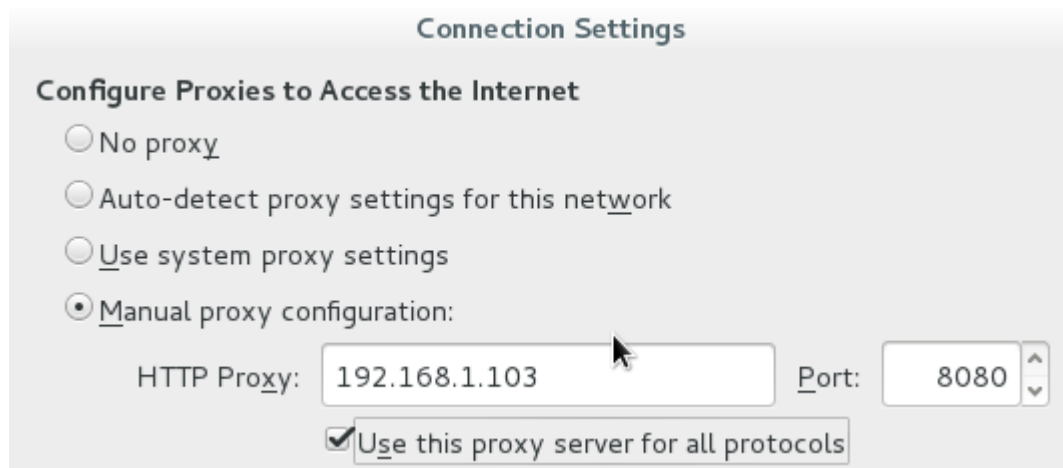 Connection Settings
Configure Proxies to Access the Internet
No proxy
Auto-detect proxy settings for this network
Use system proxy settings
Manual proxy configuration:
HTTP Proxy: 192.168.1.103 Port: 8080
Use this proxy server for all protocols